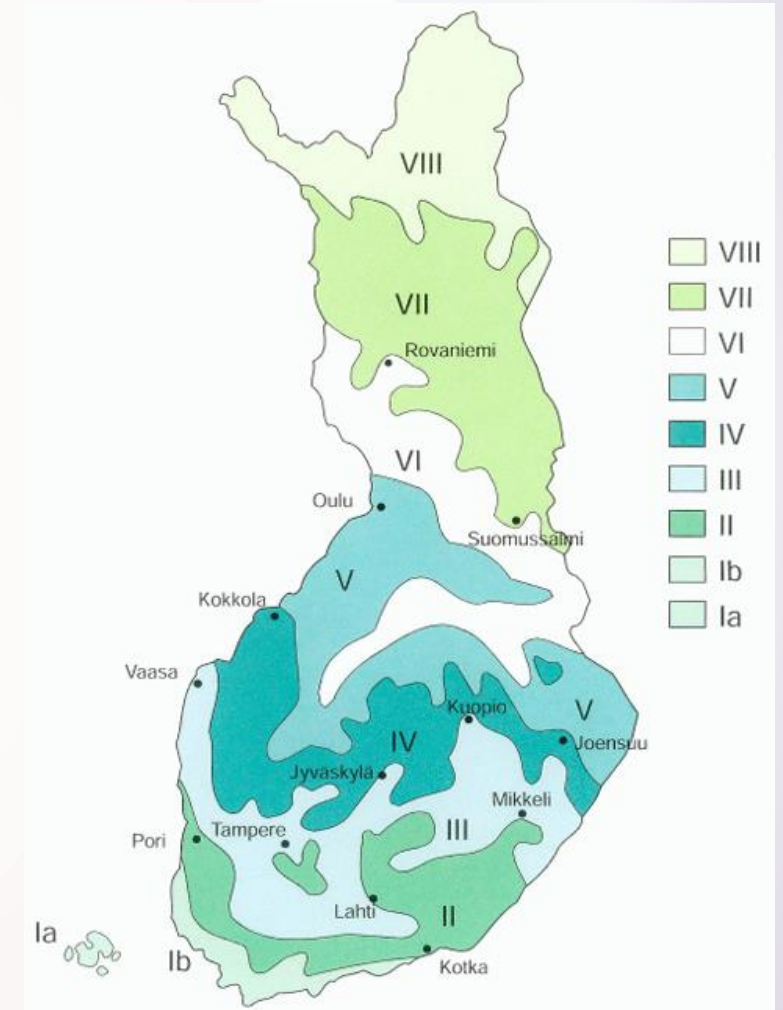 VIII
VII
Rovaniemi
VI
Oulu
Suomussalmi
V
Kokkola
Vaasa
Kuopio
V
IV
Joensuu
Jyväskylä
Mikkeli
Pori
Tampere
III
Lahti
II
Ia
Ib
Kotka
VIII
VII
VI
V
IV
III
II
Ib
Ia